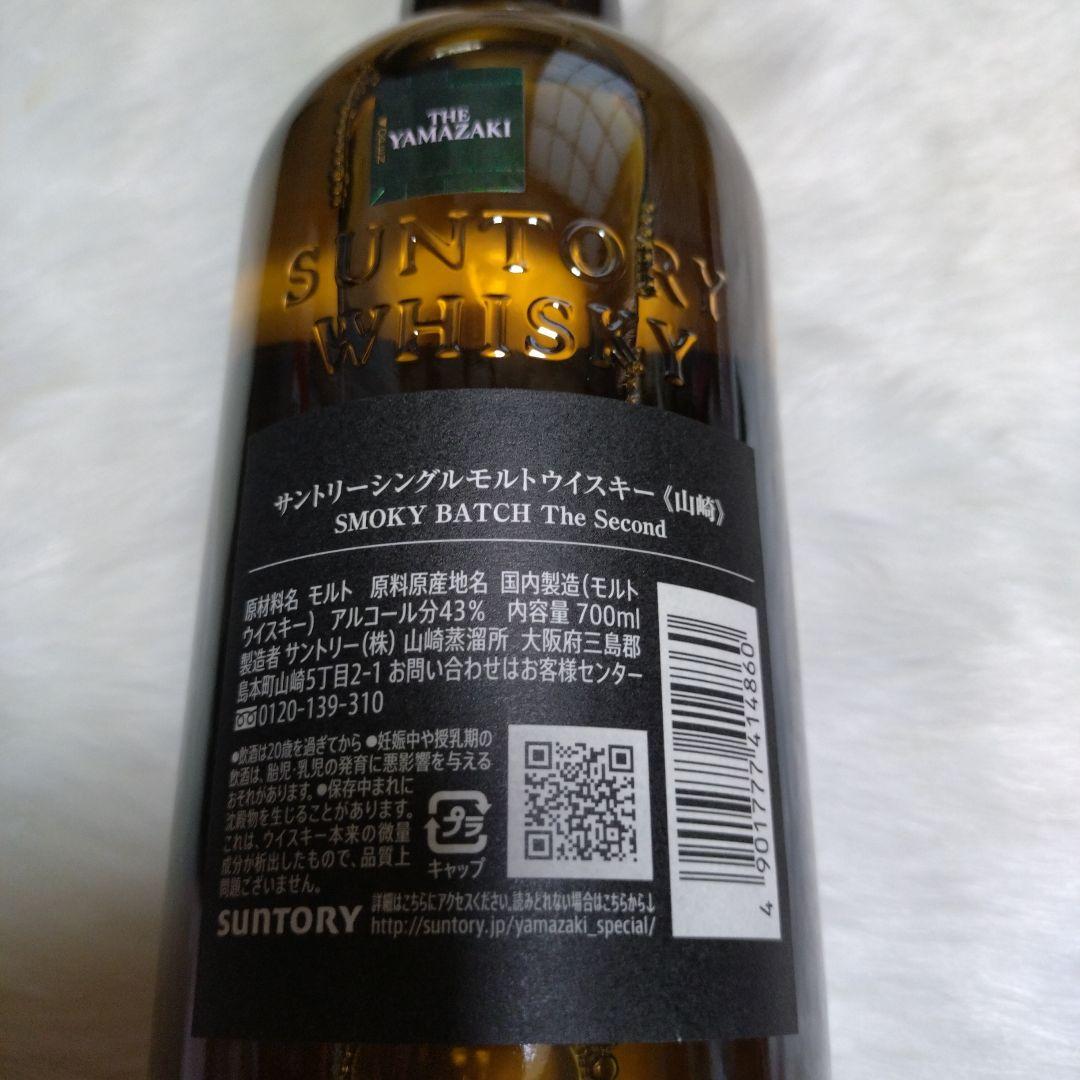 THE
YAMAZAKI
SUNTORY
WHISKY
サントリーシングルモルトウイスキー《山崎》
SMOKY BATCH The Second
原材料名 モルト 原料原産地名 国内製造(モルト
ウイスキー) アルコール分43% 内容量 700ml
製造者 サントリー(株) 山崎蒸溜所 大阪府三島郡
島本町山崎5丁目2-1 お問い合わせはお客様センター
0120-139-310
●飲酒は20歳を過ぎてから ●妊娠中や授乳期の
飲酒は、胎児・乳児の発育に悪影響を与える
おそれがあります。●保存中まれに
沈殿物を生じることがあります。
これは、ウイスキー本来の微量
成分が析出したもので、品質上
問題ございません。
プラ
キャップ
SUNTORY
詳細はこちらにアクセスください。読みとれない場合はこちらから↓
http://suntory.jp/yamazaki_special/
4 901777 414860